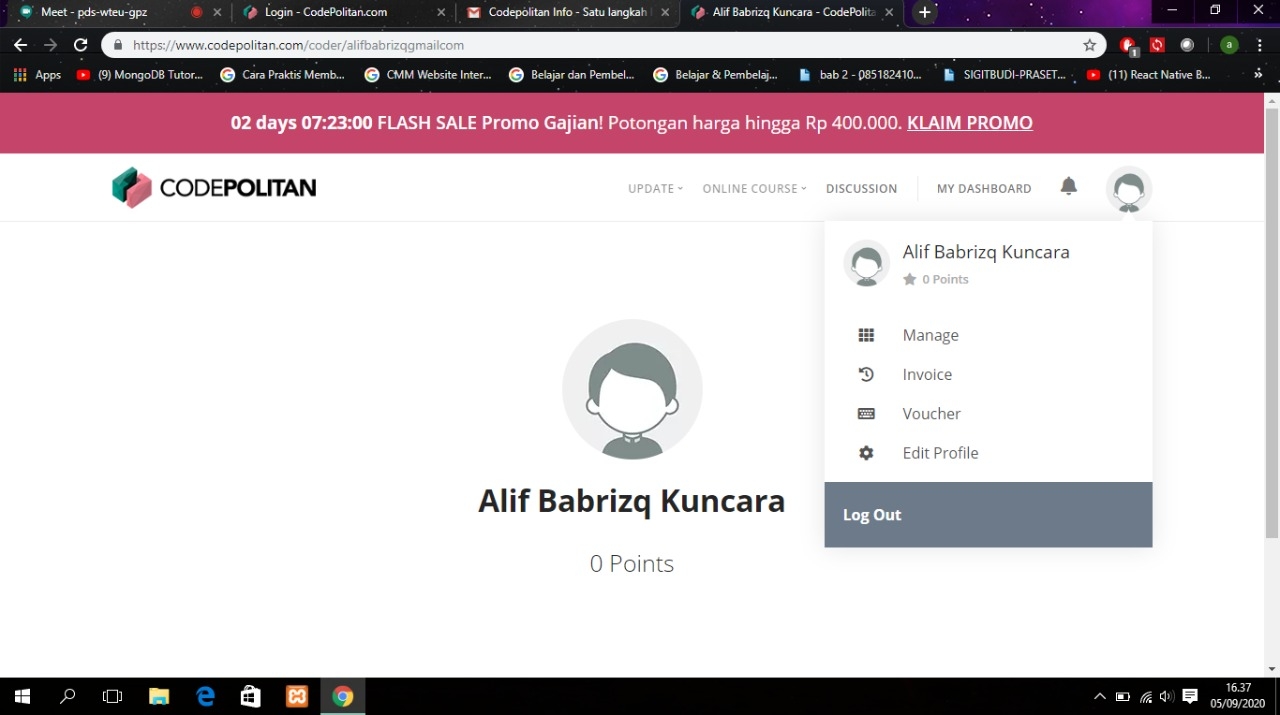 Meet - pds-wteu-gpz
Login - CodePolitan.com
Codepolitan Info - Satu langkah
Alif Babrizq Kuncara - CodePolita
https://www.codepolitan.com/coder/alifbabrizqgmailcom
1
a
Apps
(9) MongoDB Tutor...
Cara Praktis Memb...
CMM Website Inter...
Belajar dan Pembel...
Belajar & Pembelaj...
bab 2 - 085182410...
SIGITBUDI-PRASET...
(11) React Native B...
»
02 days 07:23:00 FLASH SALE Promo Gajian! Potongan harga hingga Rp 400.000. KLAIM PROMO
CODEPOLITAN
UPDATE
ONLINE COURSE
DISCUSSION
MY DASHBOARD
Alif Babrizq Kuncara
0 Points
Manage
Invoice
Voucher
Edit Profile
Log Out
Alif Babrizq Kuncara
0 Points
16.37
05/09/2020